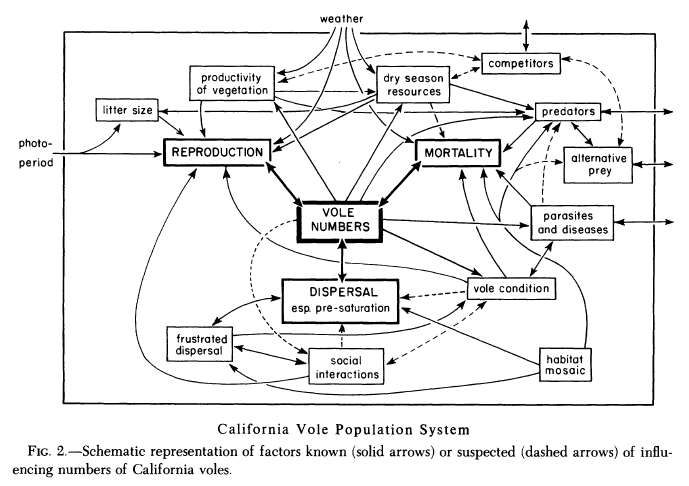 weather
competitors
productivity
of vegetation
dry season
resources
litter size
predators
photo-
period
REPRODUCTION
MORTALITY
alternative
prey
VOLE
NUMBERS
parasites
and diseases
DISPERSAL
esp. pre-saturation
vole condition
frustrated
dispersal
social
interactions
habitat
mosaic
California Vole Population System
FIG. 2.—Schematic representation of factors known (solid arrows) or suspected (dashed arrows) of influ-
encing numbers of California voles.